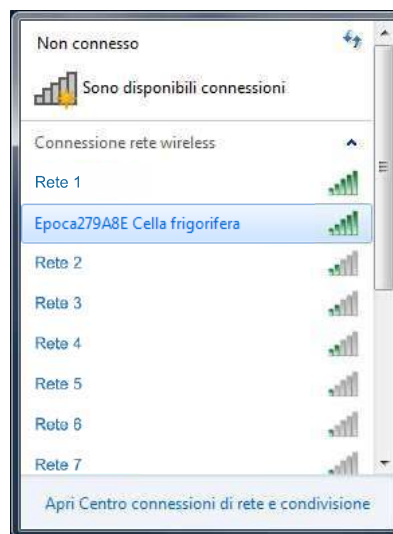 Non connesso
Sono disponibili connessioni
Connessione rete wireless
Rete 1
Epoca279A8E Cella frigorifera
Rete 2
Rete 3
Rete 4
Rete 5
Rete 6
Rete 7
Apri Centro connessioni di rete e condivisione